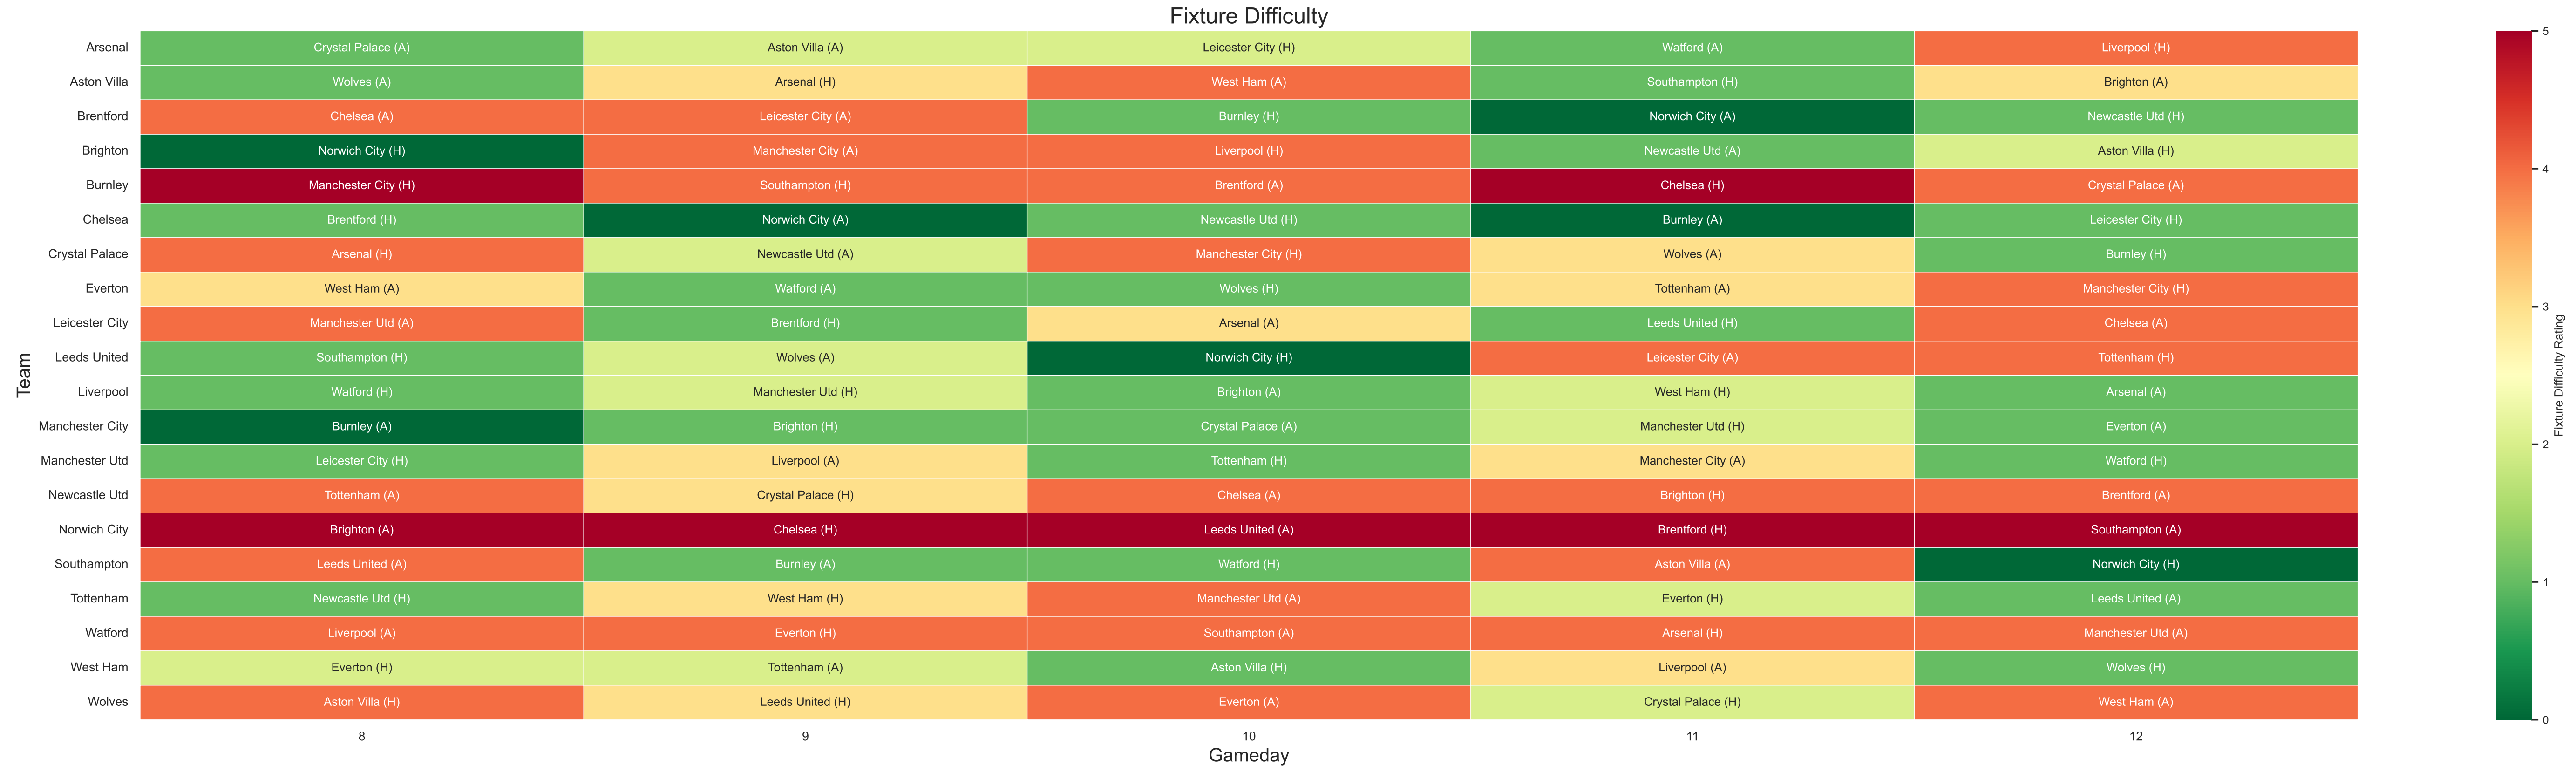 Fixture Difficulty
Arsenal Crystal Palace (A) Aston Villa (A) Leicester City (H) Watford (A) Liverpool (H)
Aston Villa Wolves (A) Arsenal (H) West Ham (A) Southampton (H) Brighton (A)
Brentford Chelsea (A) Leicester City (A) Burnley (H) Norwich City (A) Newcastle Utd (H)
Brighton Norwich City (H) Manchester City (A) Liverpool (H) Newcastle Utd (A) Aston Villa (H)
Burnley Manchester City (H) Southampton (H) Brentford (A) Chelsea (H) Crystal Palace (A)
Chelsea Brentford (H) Norwich City (A) Newcastle Utd (H) Burnley (A) Leicester City (H)
Crystal Palace Arsenal (H) Newcastle Utd (A) Manchester City (H) Wolves (A) Burnley (H)
Everton West Ham (A) Watford (A) Wolves (H) Tottenham (A) Manchester City (H)
Leicester City Manchester Utd (A) Brentford (H) Arsenal (A) Leeds United (H) Chelsea (A)
Leeds United Southampton (H) Wolves (A) Norwich City (H) Leicester City (A) Tottenham (H)
Liverpool Watford (H) Manchester Utd (H) Brighton (A) West Ham (H) Arsenal (A)
Manchester City Burnley (A) Brighton (H) Crystal Palace (A) Manchester Utd (H) Everton (A)
Manchester Utd Leicester City (H) Liverpool (A) Tottenham (H) Manchester City (A) Watford (H)
Newcastle Utd Tottenham (A) Crystal Palace (H) Chelsea (A) Brighton (H) Brentford (A)
Norwich City Brighton (A) Chelsea (H) Leeds United (A) Brentford (H) Southampton (A)
Southampton Leeds United (A) Burnley (A) Watford (H) Aston Villa (A) Norwich City (H)
Tottenham Newcastle Utd (H) West Ham (H) Manchester Utd (A) Everton (H) Leeds United (A)
Watford Liverpool (A) Everton (H) Southampton (A) Arsenal (H) Manchester Utd (A)
West Ham Everton (H) Tottenham (A) Aston Villa (H) Liverpool (A) Wolves (H)
Wolves Aston Villa (H) Leeds United (H) Everton (A) Crystal Palace (H) West Ham (A)
8 9 10 11 12
Gameday
Team
5
4
3
2
1
0
Fixture Difficulty Rating